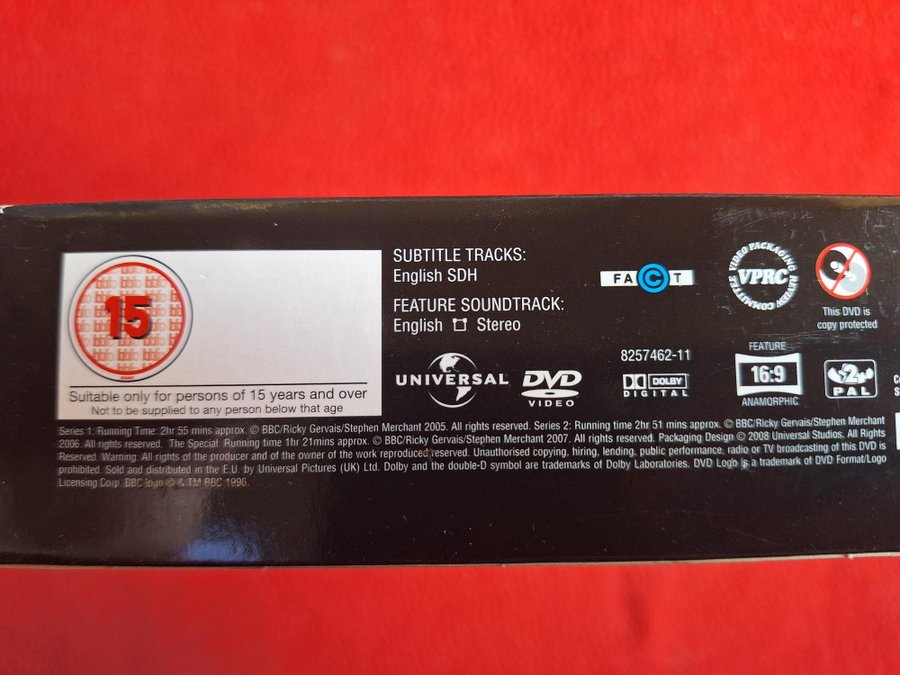 15
Suitable only for persons of 15 years and over
Not to be supplied to any person below that age
SUBTITLE TRACKS:
English SDH
FEATURE SOUNDTRACK:
English Stereo
UNIVERSAL
DVD
VIDEO
FACT
8257462-11
DOLBY
DIGITAL
VIDEO PACKAGING REVIEW COMMITTEE
VPRC
FEATURE
16:9
ANAMORPHIC
This DVD is
copy protected
2
PAL
Series 1: Running Time: 2hr 55 mins approx. © BBC/Ricky Gervais/Stephen Merchant 2005. All rights reserved. Series 2: Running time 2hr 51 mins approx. © BBC/Ricky Gervais/Stephen Merchant
2006. All rights reserved. The Special: Running time 1hr 21mins approx. © BBC/Ricky Gervais/Stephen Merchant 2007. Packaging Design © 2008 Universal Studios. All Rights
Reserved. Warning: All rights of the producer and of the owner of the work reproduced reserved. Unauthorised copying, hiring, lending, public performance, radio or TV broadcasting of this DVD is
prohibited. Sold and distributed in the E.U. by Universal Pictures (UK) Ltd. Dolby and the double-D symbol are trademarks of Dolby Laboratories. DVD Logo is a trademark of DVD Format/Logo
Licensing Corp. BBC logo © & TM BBC 1996.